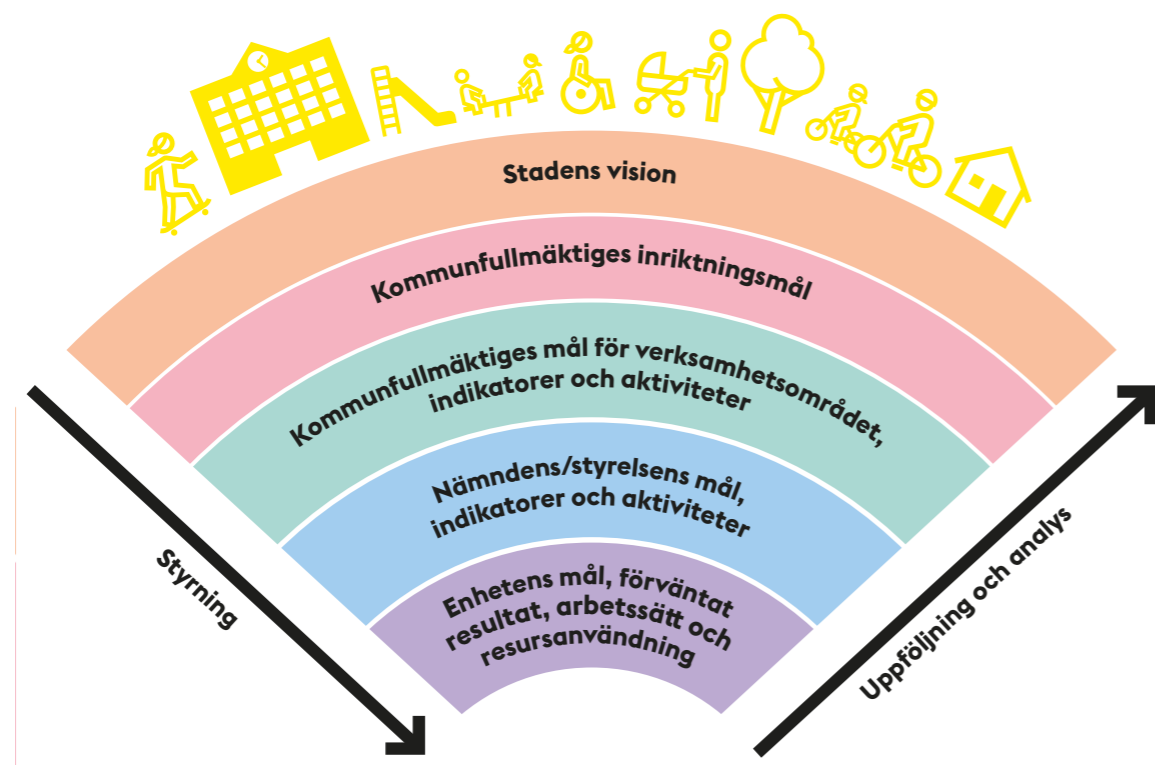 Stadens vision
Kommunfullmäktiges inriktningsmål
Kommunfullmäktiges mål för verksamhetsområdet,
indikatorer och aktiviteter
Nämndens/styrelsens mål,
indikatorer och aktiviteter
Enhetens mål, förväntat
resultat, arbetssätt och
resursanvändning
Styrning
Uppföljning och analys